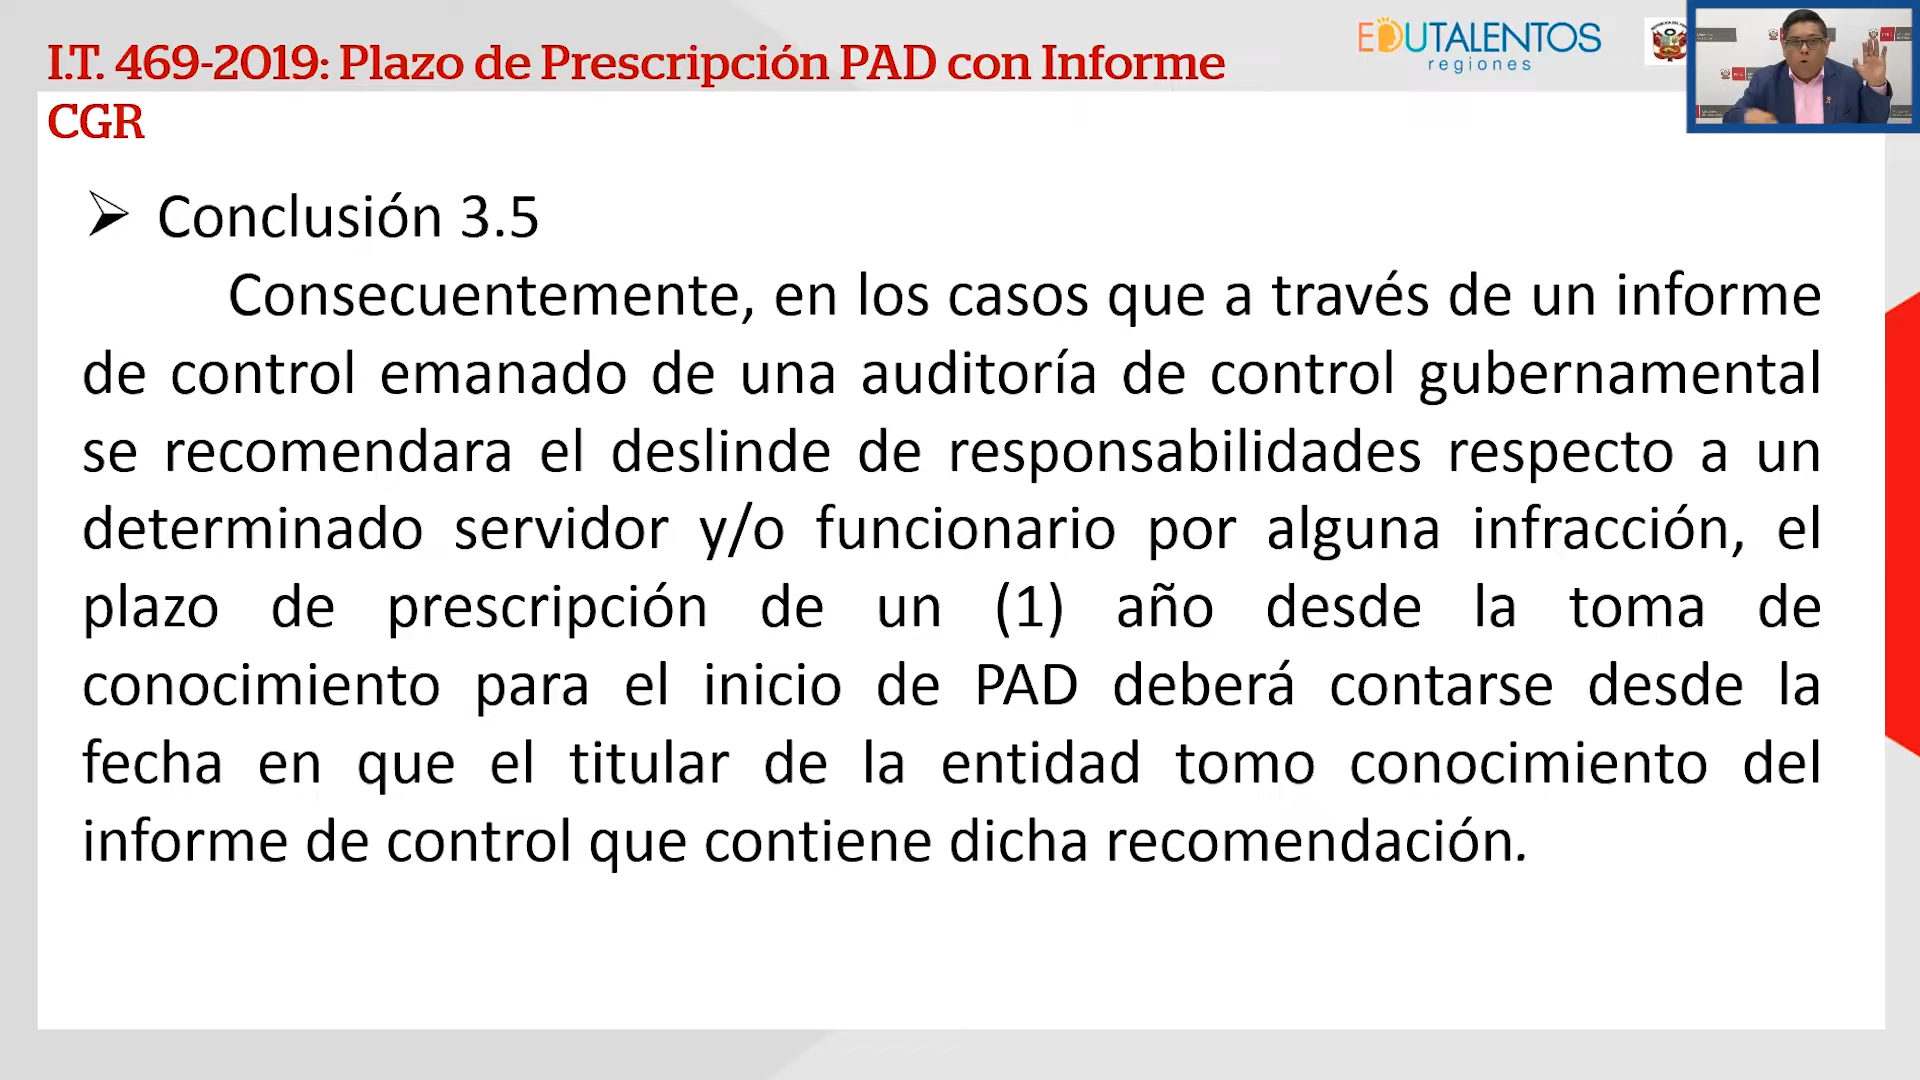 I.T. 469-2019: Plazo de Prescripción PAD con Informe
CGR
EDUTALENTOS
regiones
Conclusión 3.5
Consecuentemente, en los casos que a través de un informe
de control emanado de una auditoría de control gubernamental
se recomendara el deslinde de responsabilidades respecto a un
determinado servidor y/o funcionario por alguna infracción, el
plazo de prescripción de un (1) año desde la toma de
conocimiento para el inicio de PAD deberá contarse desde la
fecha en que el titular de la entidad tomo conocimiento del
informe de control que contiene dicha recomendación.